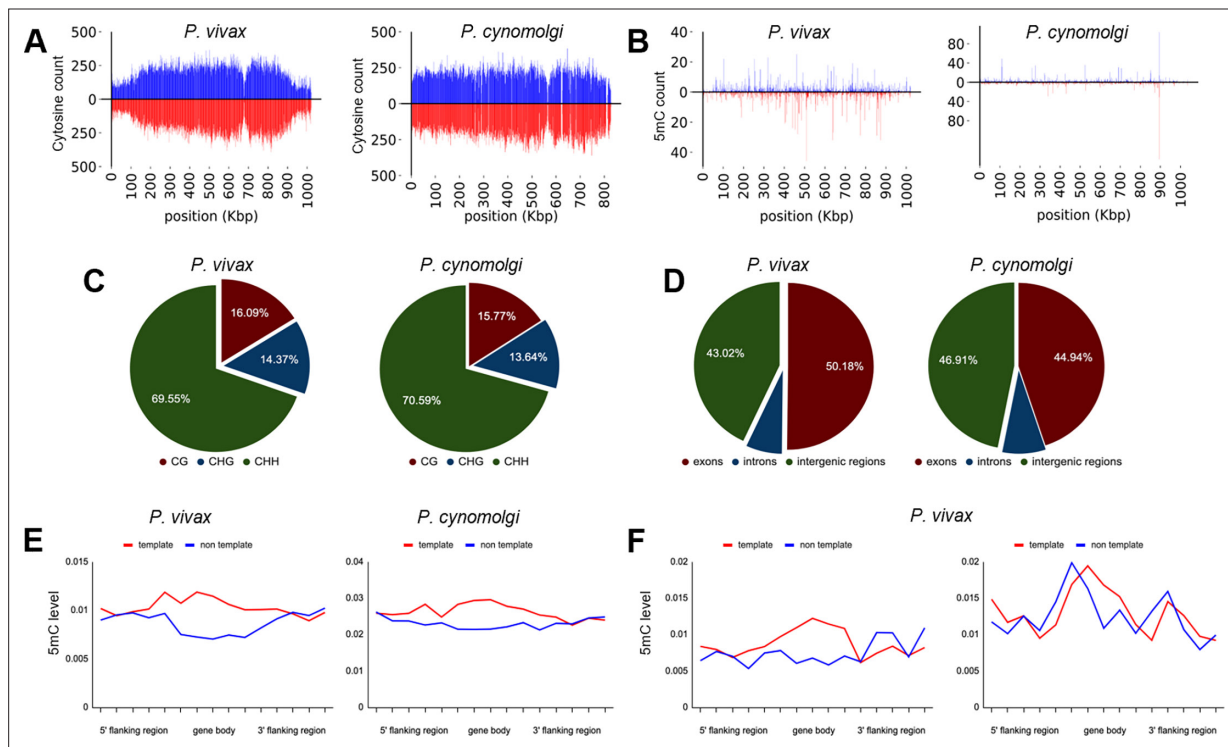 A
P. vivax
P. cynomolgi
500
250
0
250
500
Cytosine count
0
100
200
300
400
500
600
700
800
900
1000
position (Kbp)
500
250
0
250
500
Cytosine count
0
100
200
300
400
500
600
700
800
position (Kbp)
B
P. vivax
P. cynomolgi
40
20
0
20
40
5mC count
0
100
200
300
400
500
600
700
800
900
1000
position (Kbp)
80
40
0
40
80
0
100
200
300
400
500
600
700
800
900
1000
position (Kbp)
C
P. vivax
P. cynomolgi
16.09%
14.37%
69.55%
CG CHG CHH
15.77%
13.64%
70.59%
CG CHG CHH
D
P. vivax
P. cynomolgi
43.02%
50.18%
exons introns intergenic regions
46.91%
44.94%
exons introns intergenic regions
E
P. vivax
P. cynomolgi
template non template
0.015
0.01
0.005
0
5mC level
5' flanking region gene body 3' flanking region
template non template
0.04
0.03
0.02
0.01
0
5' flanking region gene body 3' flanking region
F
P. vivax
template non template
0.02
0.015
0.01
0.005
0
5mC level
5' flanking region gene body 3' flanking region
template non template
0.02
0.015
0.01
0.005
0
5' flanking region gene body 3' flanking region